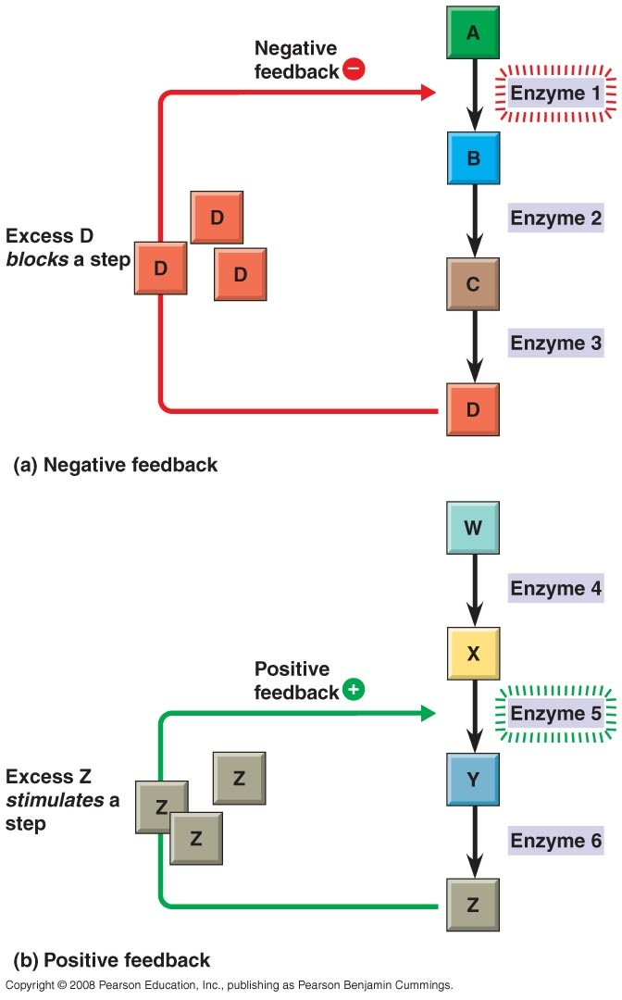 A
Negative
feedback −
Enzyme 1
B
D
Enzyme 2
Excess D
blocks a step
D
D
C
Enzyme 3
D
(a) Negative feedback
W
Enzyme 4
X
Positive
feedback +
Enzyme 5
Excess Z
stimulates a
step
Z
Z
Z
Y
Enzyme 6
Z
(b) Positive feedback
Copyright © 2008 Pearson Education, Inc., publishing as Pearson Benjamin Cummings.